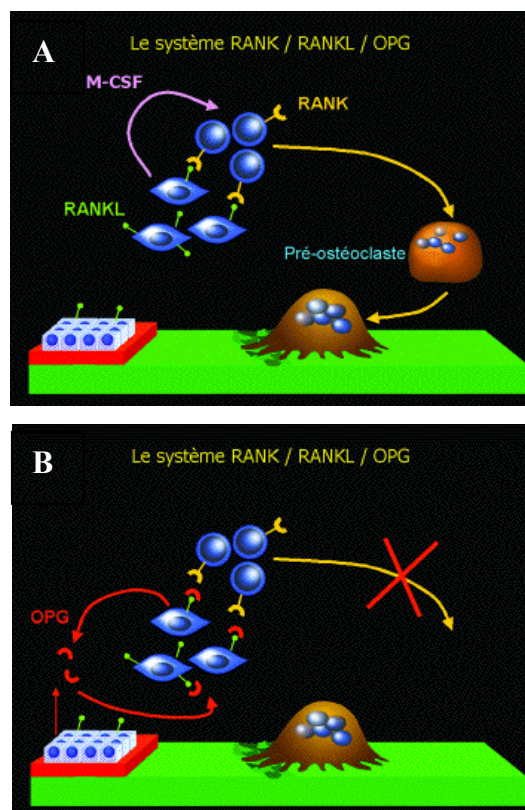 A
Le système RANK / RANKL / OPG
M-CSF
RANK
RANKL
Pré-ostéoclaste
B
Le système RANK / RANKL / OPG
OPG